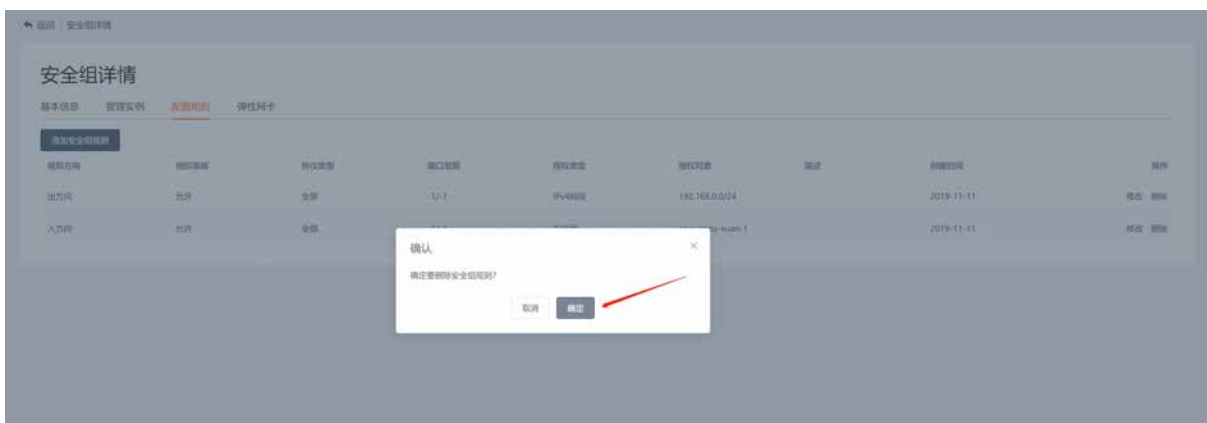 返回 | 安全组详情
安全组详情
基本信息 管理实例 配置规则 弹性网卡
添加安全组规则
规则方向 授权策略 协议类型 端口范围 授权类型 授权对象 描述 创建时间 操作
出方向 允许 全部 -1/-1 IPv4网段 192.168.0.0/24 2019-11-11 修改 删除
入方向 允许 全部 2019-11-11 修改 删除
确认 ×
确定要删除安全组规则?
取消 确定